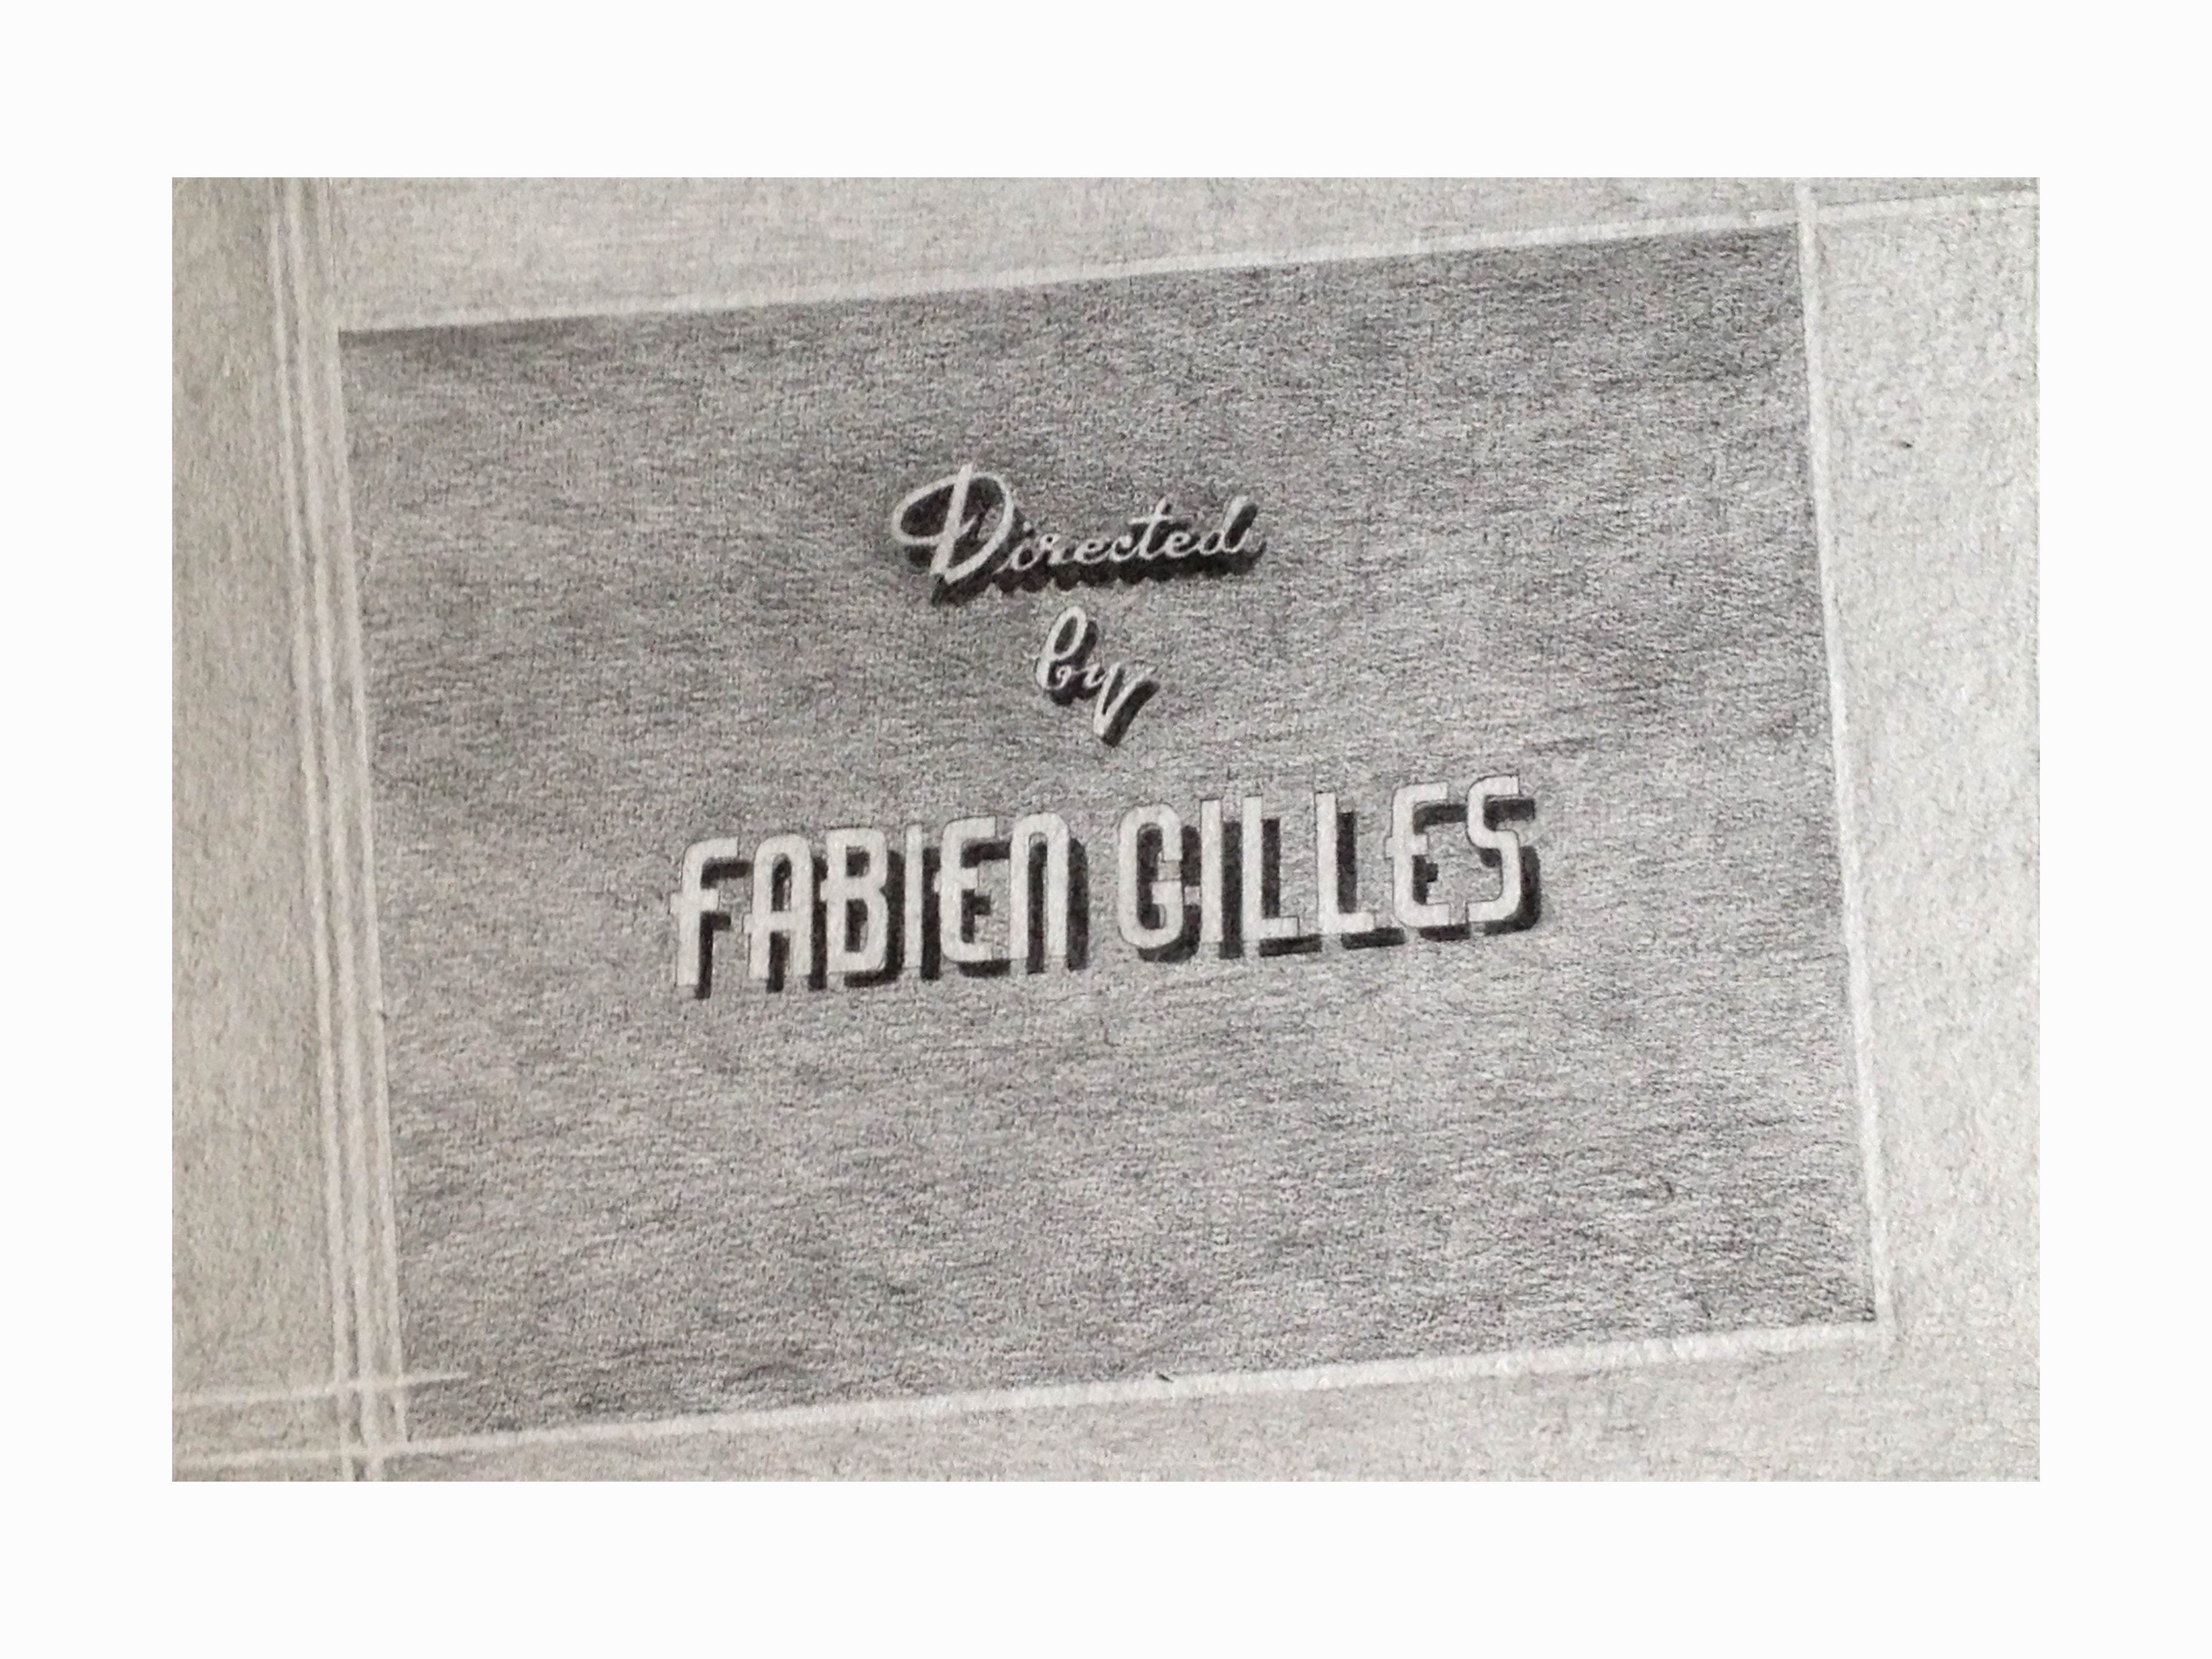 Directed
by
FABIEN GILLES